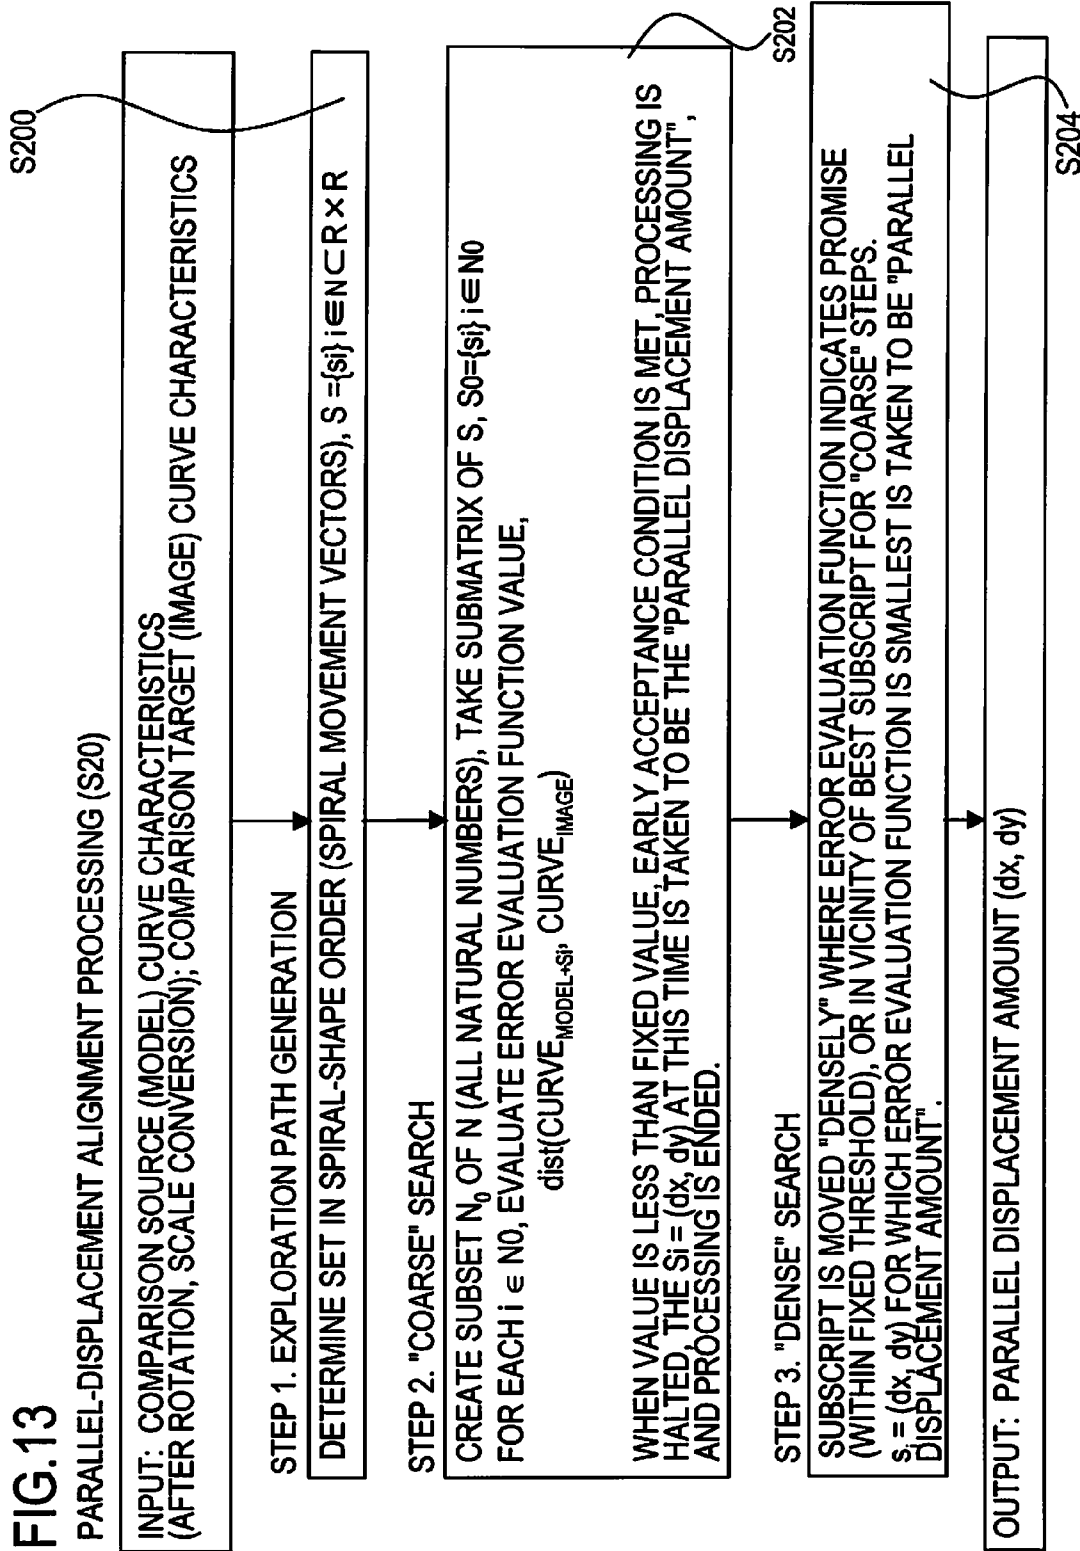 FIG.13
PARALLEL-DISPLACEMENT ALIGNMENT PROCESSING (S20)
INPUT: COMPARISON SOURCE (MODEL) CURVE CHARACTERISTICS
(AFTER ROTATION, SCALE CONVERSION); COMPARISON TARGET (IMAGE) CURVE CHARACTERISTICS
S200
STEP 1. EXPLORATION PATH GENERATION
DETERMINE SET IN SPIRAL-SHAPE ORDER (SPIRAL MOVEMENT VECTORS), S ={si} i∈N⊂R×R
STEP 2. "COARSE" SEARCH
CREATE SUBSET N₀ OF N (ALL NATURAL NUMBERS), TAKE SUBMATRIX OF S, S0={si} i∈N0
FOR EACH i ∈ N0, EVALUATE ERROR EVALUATION FUNCTION VALUE,
dist(CURVE_MODEL+Si, CURVE_IMAGE)
WHEN VALUE IS LESS THAN FIXED VALUE, EARLY ACCEPTANCE CONDITION IS MET, PROCESSING IS
HALTED, THE Si = (dx, dy) AT THIS TIME IS TAKEN TO BE THE "PARALLEL DISPLACEMENT AMOUNT",
AND PROCESSING IS ENDED.
S202
STEP 3. "DENSE" SEARCH
SUBSCRIPT IS MOVED "DENSELY" WHERE ERROR EVALUATION FUNCTION INDICATES PROMISE
(WITHIN FIXED THRESHOLD), OR IN VICINITY OF BEST SUBSCRIPT FOR "COARSE" STEPS.
sᵢ = (dx, dy) FOR WHICH ERROR EVALUATION FUNCTION IS SMALLEST IS TAKEN TO BE "PARALLEL
DISPLACEMENT AMOUNT".
S204
OUTPUT: PARALLEL DISPLACEMENT AMOUNT (dx, dy)